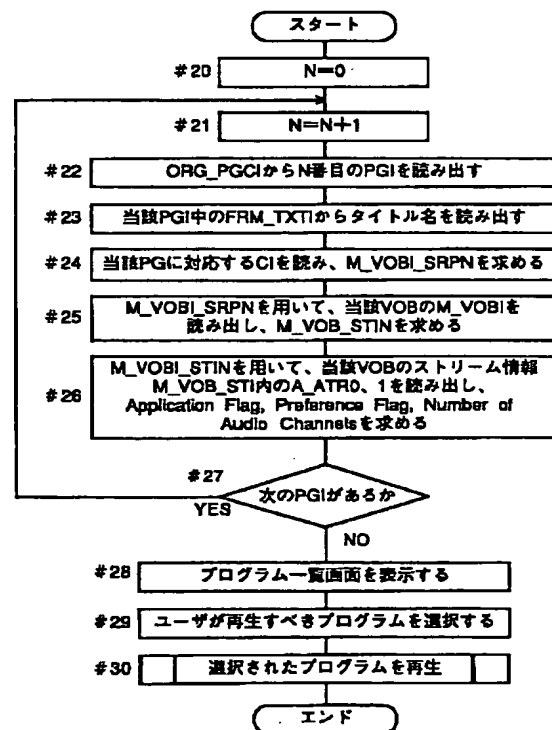 スタート
#20
N=0
#21
N=N+1
#22
ORG_PGCIからN番目のPGIを読み出す
#23
当該PGI中のFRM_TXTIからタイトル名を読み出す
#24
当該PGに対応するCIを読み、M_VOBI_SRPNを求める
#25
M_VOBI_SRPNを用いて、当該VOBのM_VOBIを
読み出し、M_VOB_STINを求める
#26
M_VOBI_STINを用いて、当該VOBのストリーム情報
M_VOB_STI内のA_ATR0、1を読み出し、
Application Flag, Preference Flag, Number of
Audio Channelsを求める
#27
次のPGIがあるか
YES
NO
#28
プログラム一覧画面を表示する
#29
ユーザが再生すべきプログラムを選択する
#30
選択されたプログラムを再生
エンド